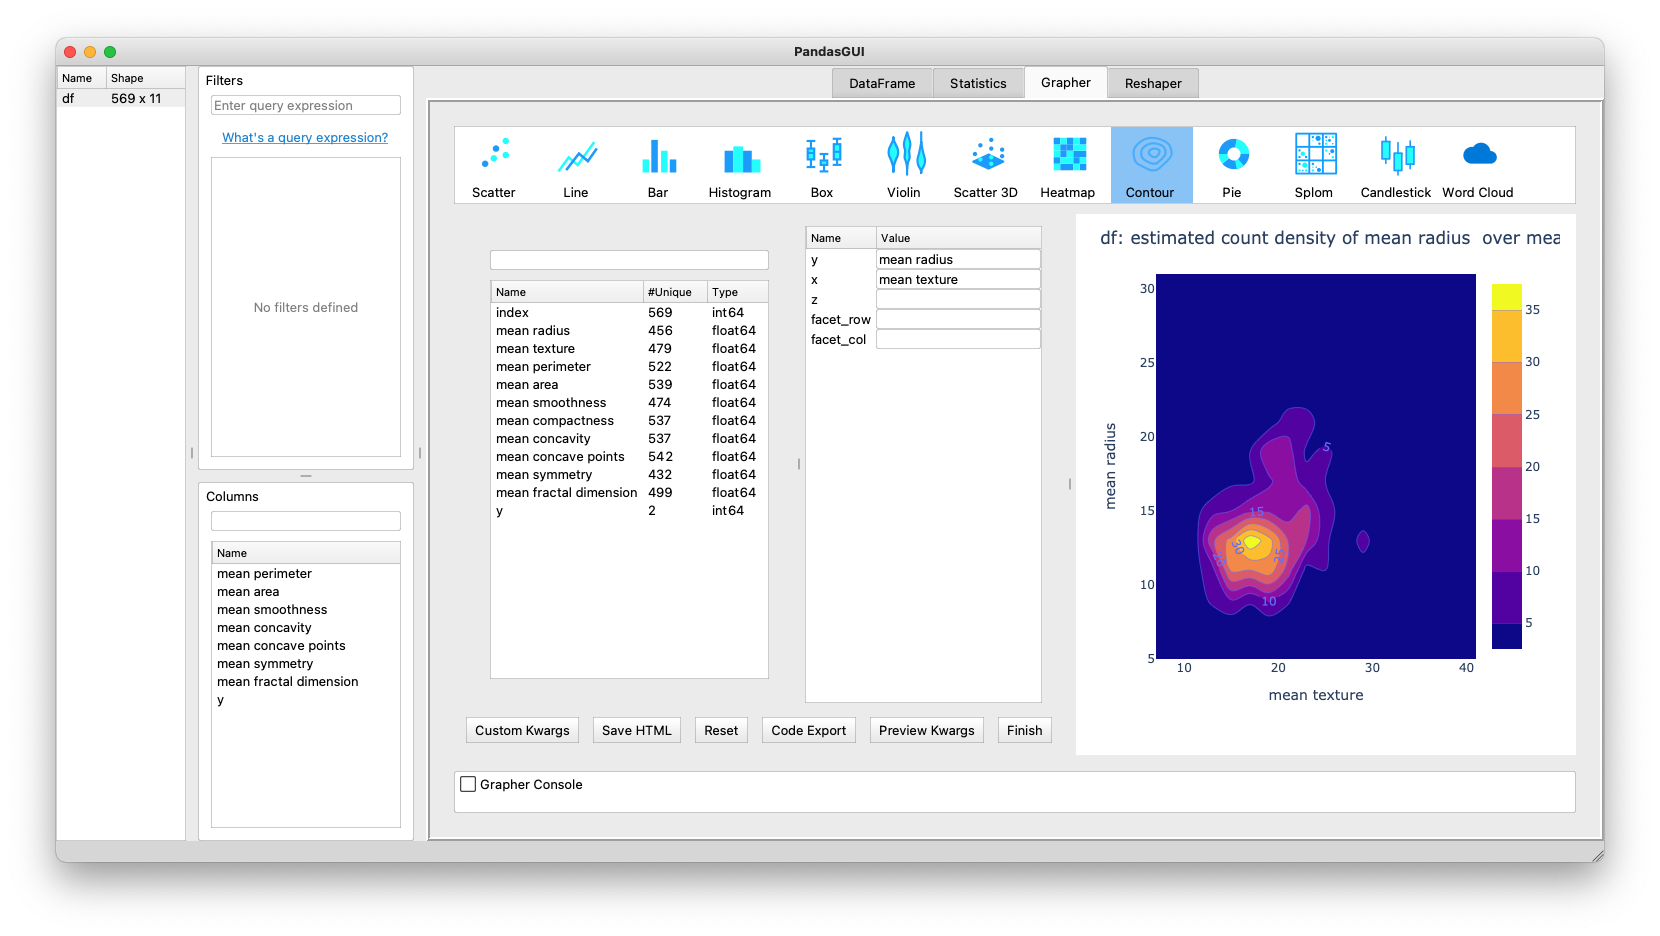 PandasGUI
Name Shape
df 569 x 11
Filters
Enter query expression
What's a query expression?
No filters defined
Columns
Name
mean perimeter
mean area
mean smoothness
mean concavity
mean concave points
mean symmetry
mean fractal dimension
y
DataFrame Statistics Grapher Reshaper
Scatter Line Bar Histogram Box Violin Scatter 3D Heatmap Contour Pie Splom Candlestick Word Cloud
Name #Unique Type
index 569 int64
mean radius 456 float64
mean texture 479 float64
mean perimeter 522 float64
mean area 539 float64
mean smoothness 474 float64
mean compactness 537 float64
mean concavity 537 float64
mean concave points 542 float64
mean symmetry 432 float64
mean fractal dimension 499 float64
y 2 int64
Name Value
y mean radius
x mean texture
z
facet_row
facet_col
df: estimated count density of mean radius over mea
30
25
20
15
10
5
mean radius
5
15
30
25
25
10
10 20 30 40
mean texture
35
30
25
20
15
10
5
Custom Kwargs Save HTML Reset Code Export Preview Kwargs Finish
Grapher Console